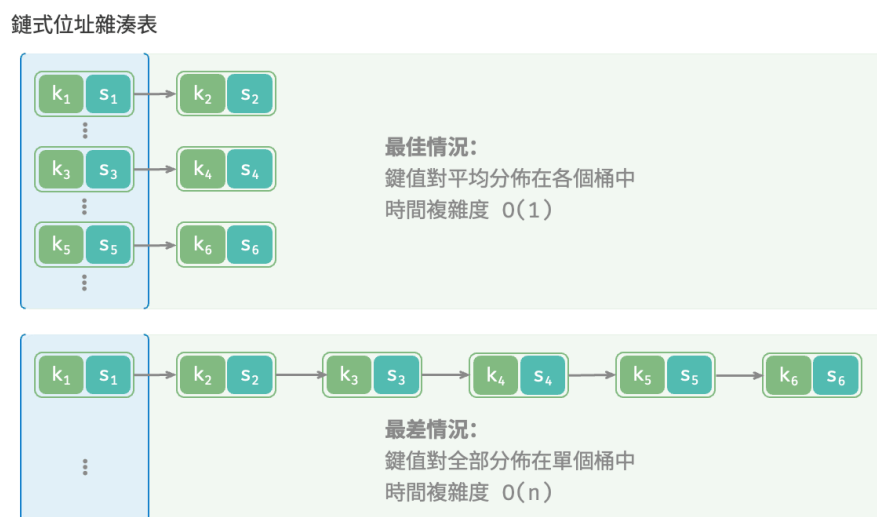 鏈式位址雜湊表
k₁ s₁ k₂ s₂
k₃ s₃ k₄ s₄
k₅ s₅ k₆ s₆
最佳情況：
鍵值對平均分佈在各個桶中
時間複雜度 O(1)
k₁ s₁ k₂ s₂ k₃ s₃ k₄ s₄ k₅ s₅ k₆ s₆
最差情況：
鍵值對全部分佈在單個桶中
時間複雜度 O(n)